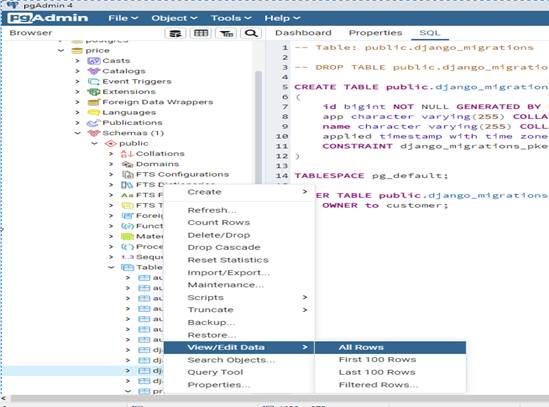 pgAdmin 4
pgAdmin File Object Tools Help
Browser
Dashboard Properties SQL
price
Casts
Catalogs
Event Triggers
Extensions
Foreign Data Wrappers
Languages
Publications
Schemas (1)
public
Collations
Domains
FTS Configurations
FTS Dictionaries
FTS
FTS T
Foreig
Funct
Mater
Proce
1..3 Seque
Table
au
au
au
au
au
au
dj
dj
dj
dj
pr
Create
Refresh...
Count Rows
Delete/Drop
Drop Cascade
Reset Statistics
Import/Export...
Maintenance...
Scripts
Truncate
Backup...
Restore...
View/Edit Data
Search Objects...
Query Tool
Properties...
All Rows
First 100 Rows
Last 100 Rows
Filtered Rows...
1 -- Table: public.django_migrations
2
3 -- DROP TABLE public.django_migratio
4
5 CREATE TABLE public.django_migration
6 (
7 id bigint NOT NULL GENERATED BY
8 app character varying(255) COLLA
9 name character varying(255) COLL
10 applied timestamp with time zone
11 CONSTRAINT django_migrations_pke
12 )
13
14 TABLESPACE pg_default;
ER TABLE public.django_migrations
OWNER to customer;